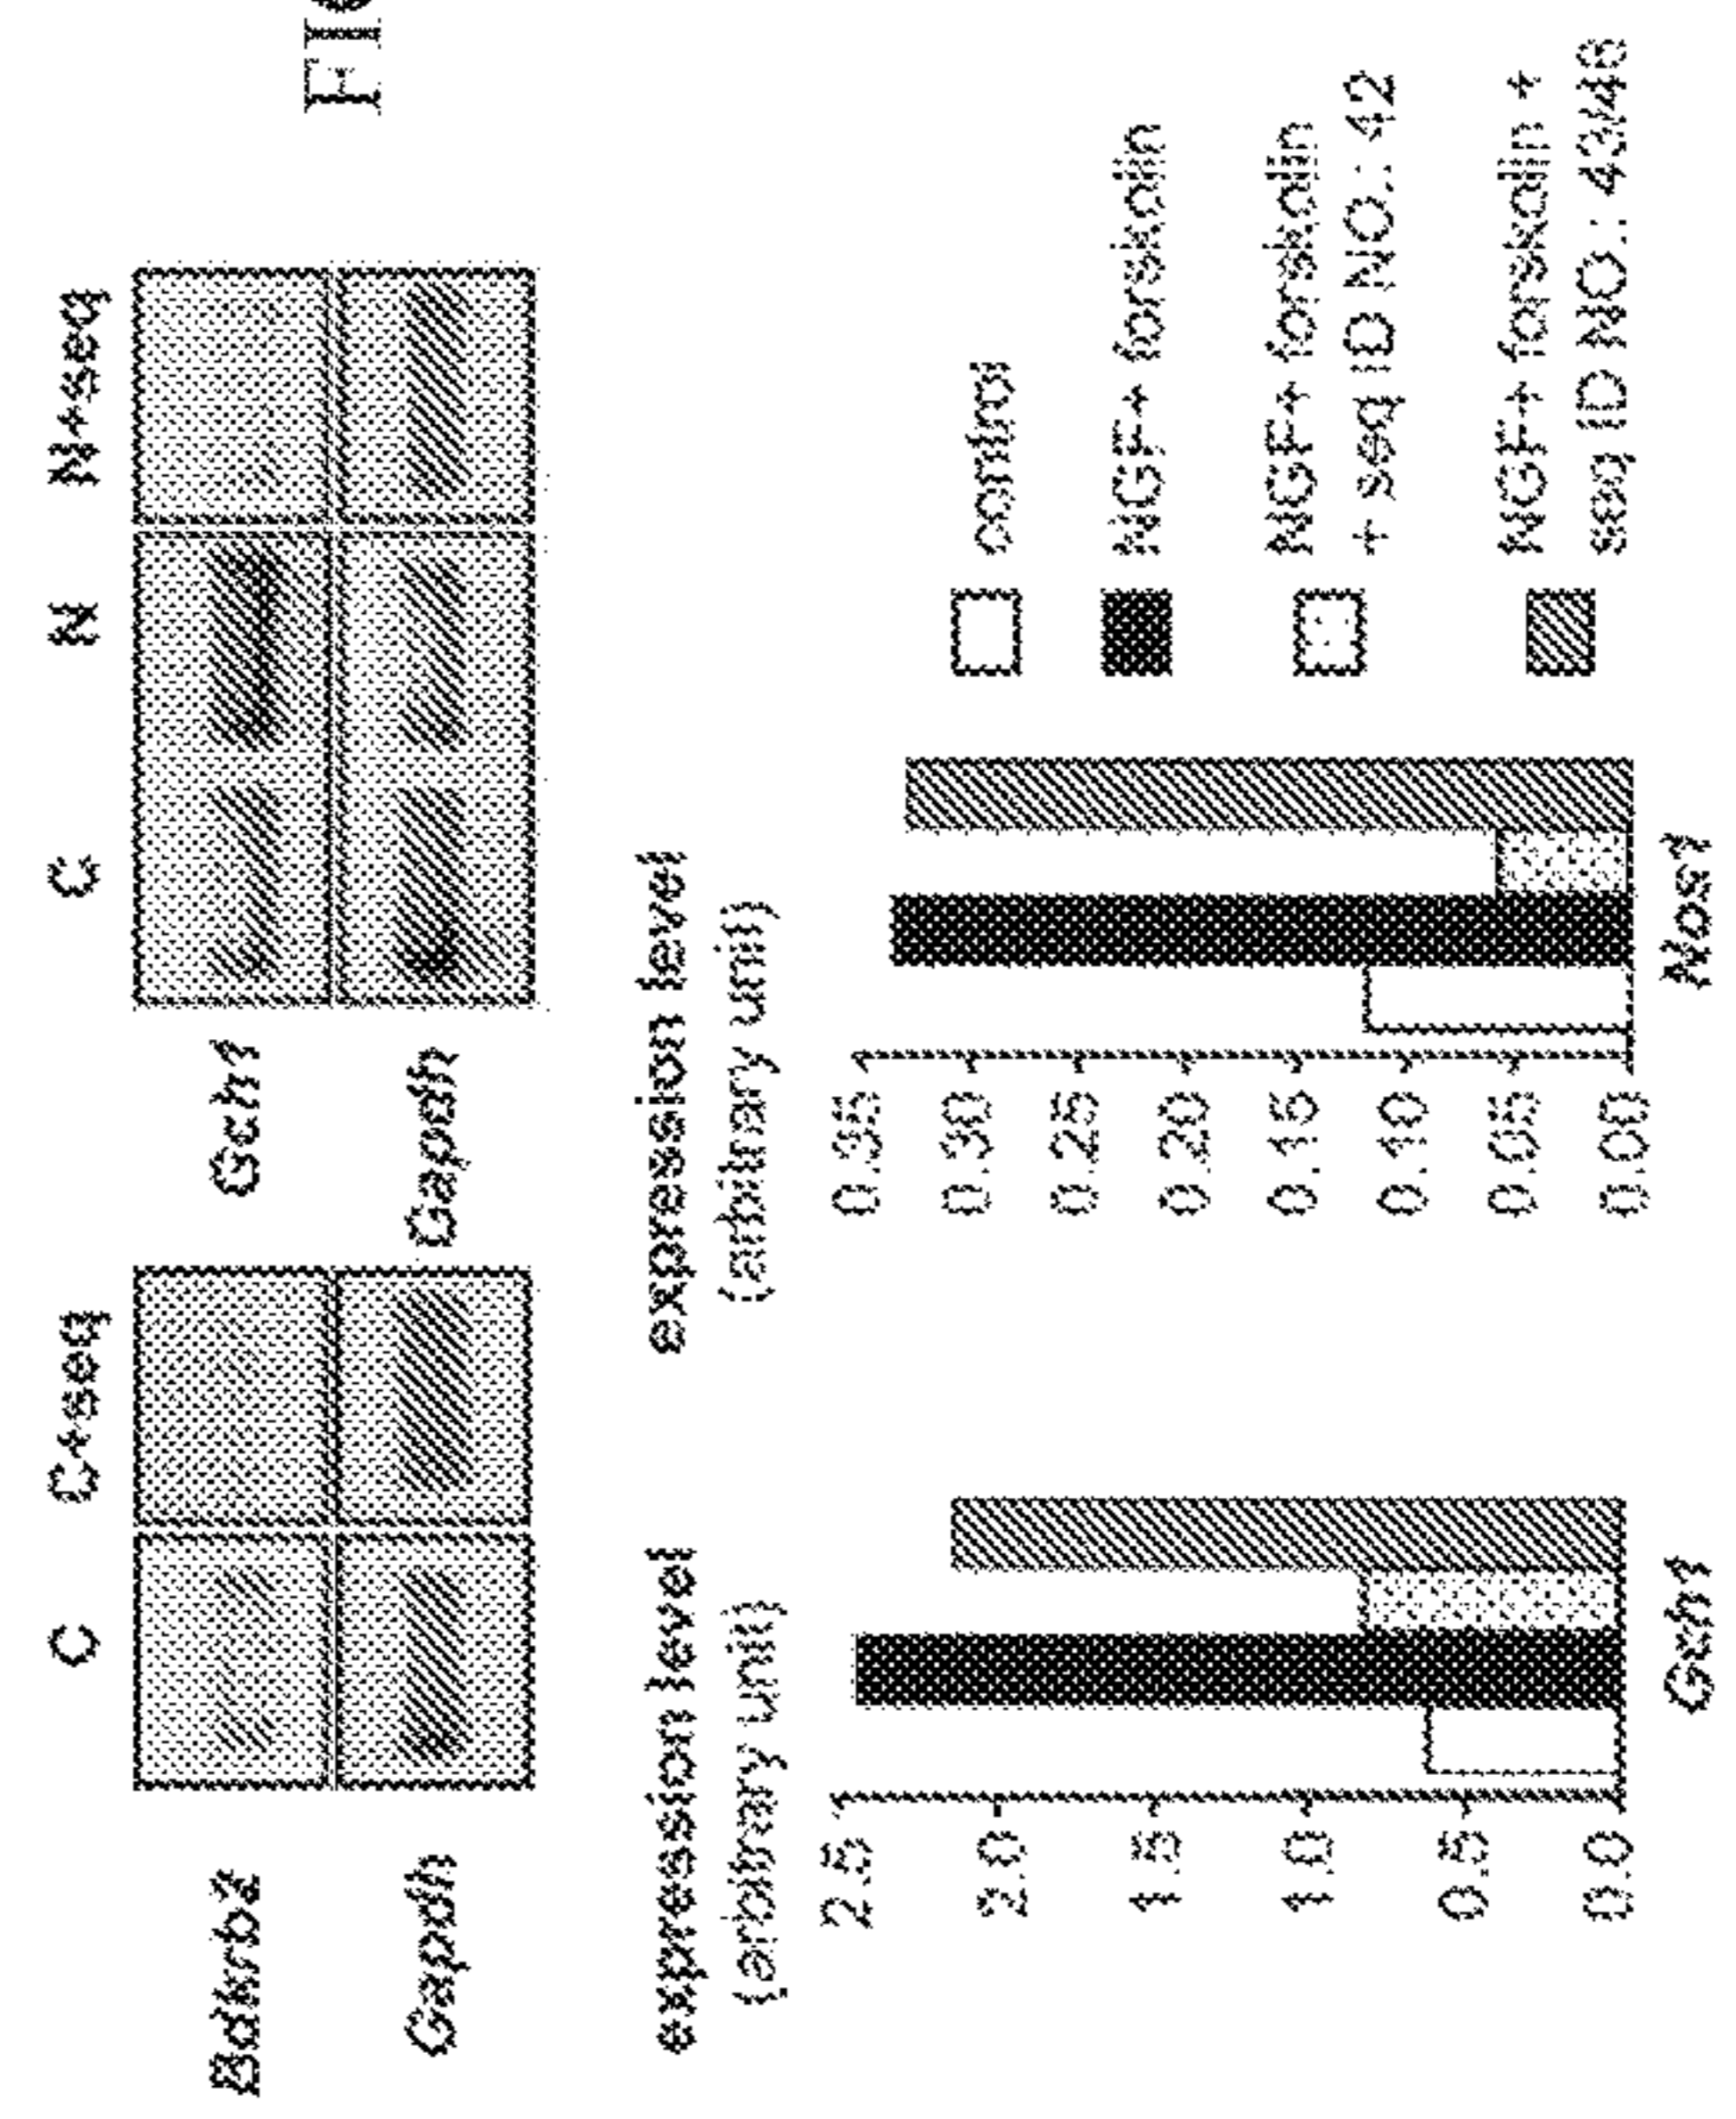 FIG
C C+seq C N N+seq
Bdkrb2
Gch1
Gapdh
Gapdh
expression level
(arbitrary unit)
2.5
2.0
1.5
1.0
0.5
0.0
Gch1
expression level
(arbitrary unit)
0.35
0.30
0.25
0.20
0.15
0.10
0.05
0.00
Nos1
control
NGF+ forskolin
NGF+ forskolin
+ seq ID NO.: 42
NGF+ forskolin +
seq ID NO.: 43/48